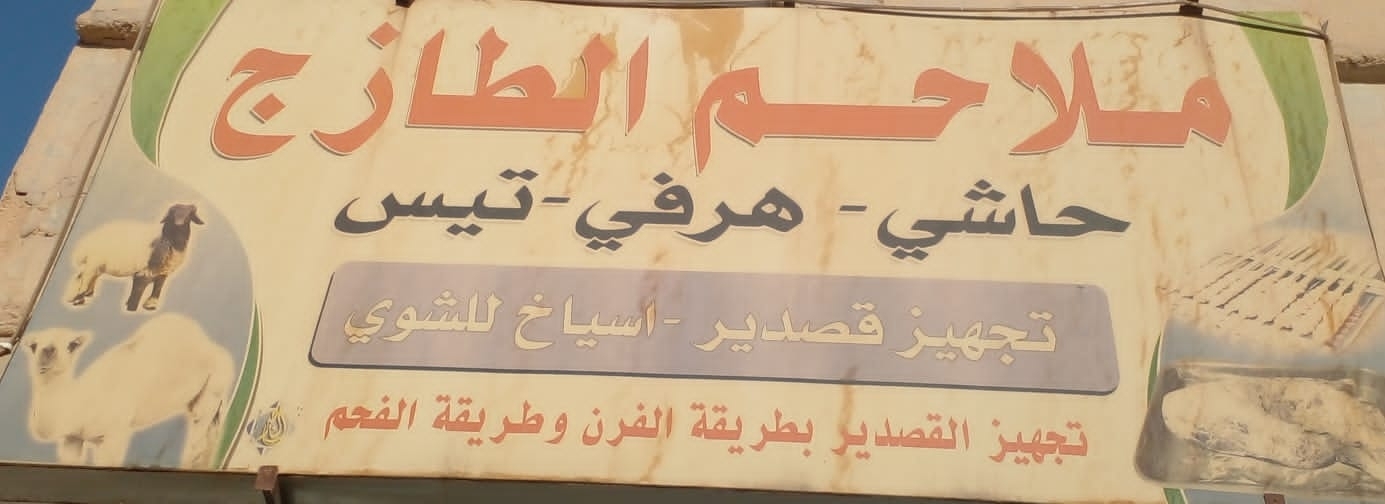 ملاحم الطازج
حاشي - هرفي - تيس
تجهيز قصدير - اسياخ للشوي
تجهيز القصدير بطريقة الفرن وطريقة الفحم